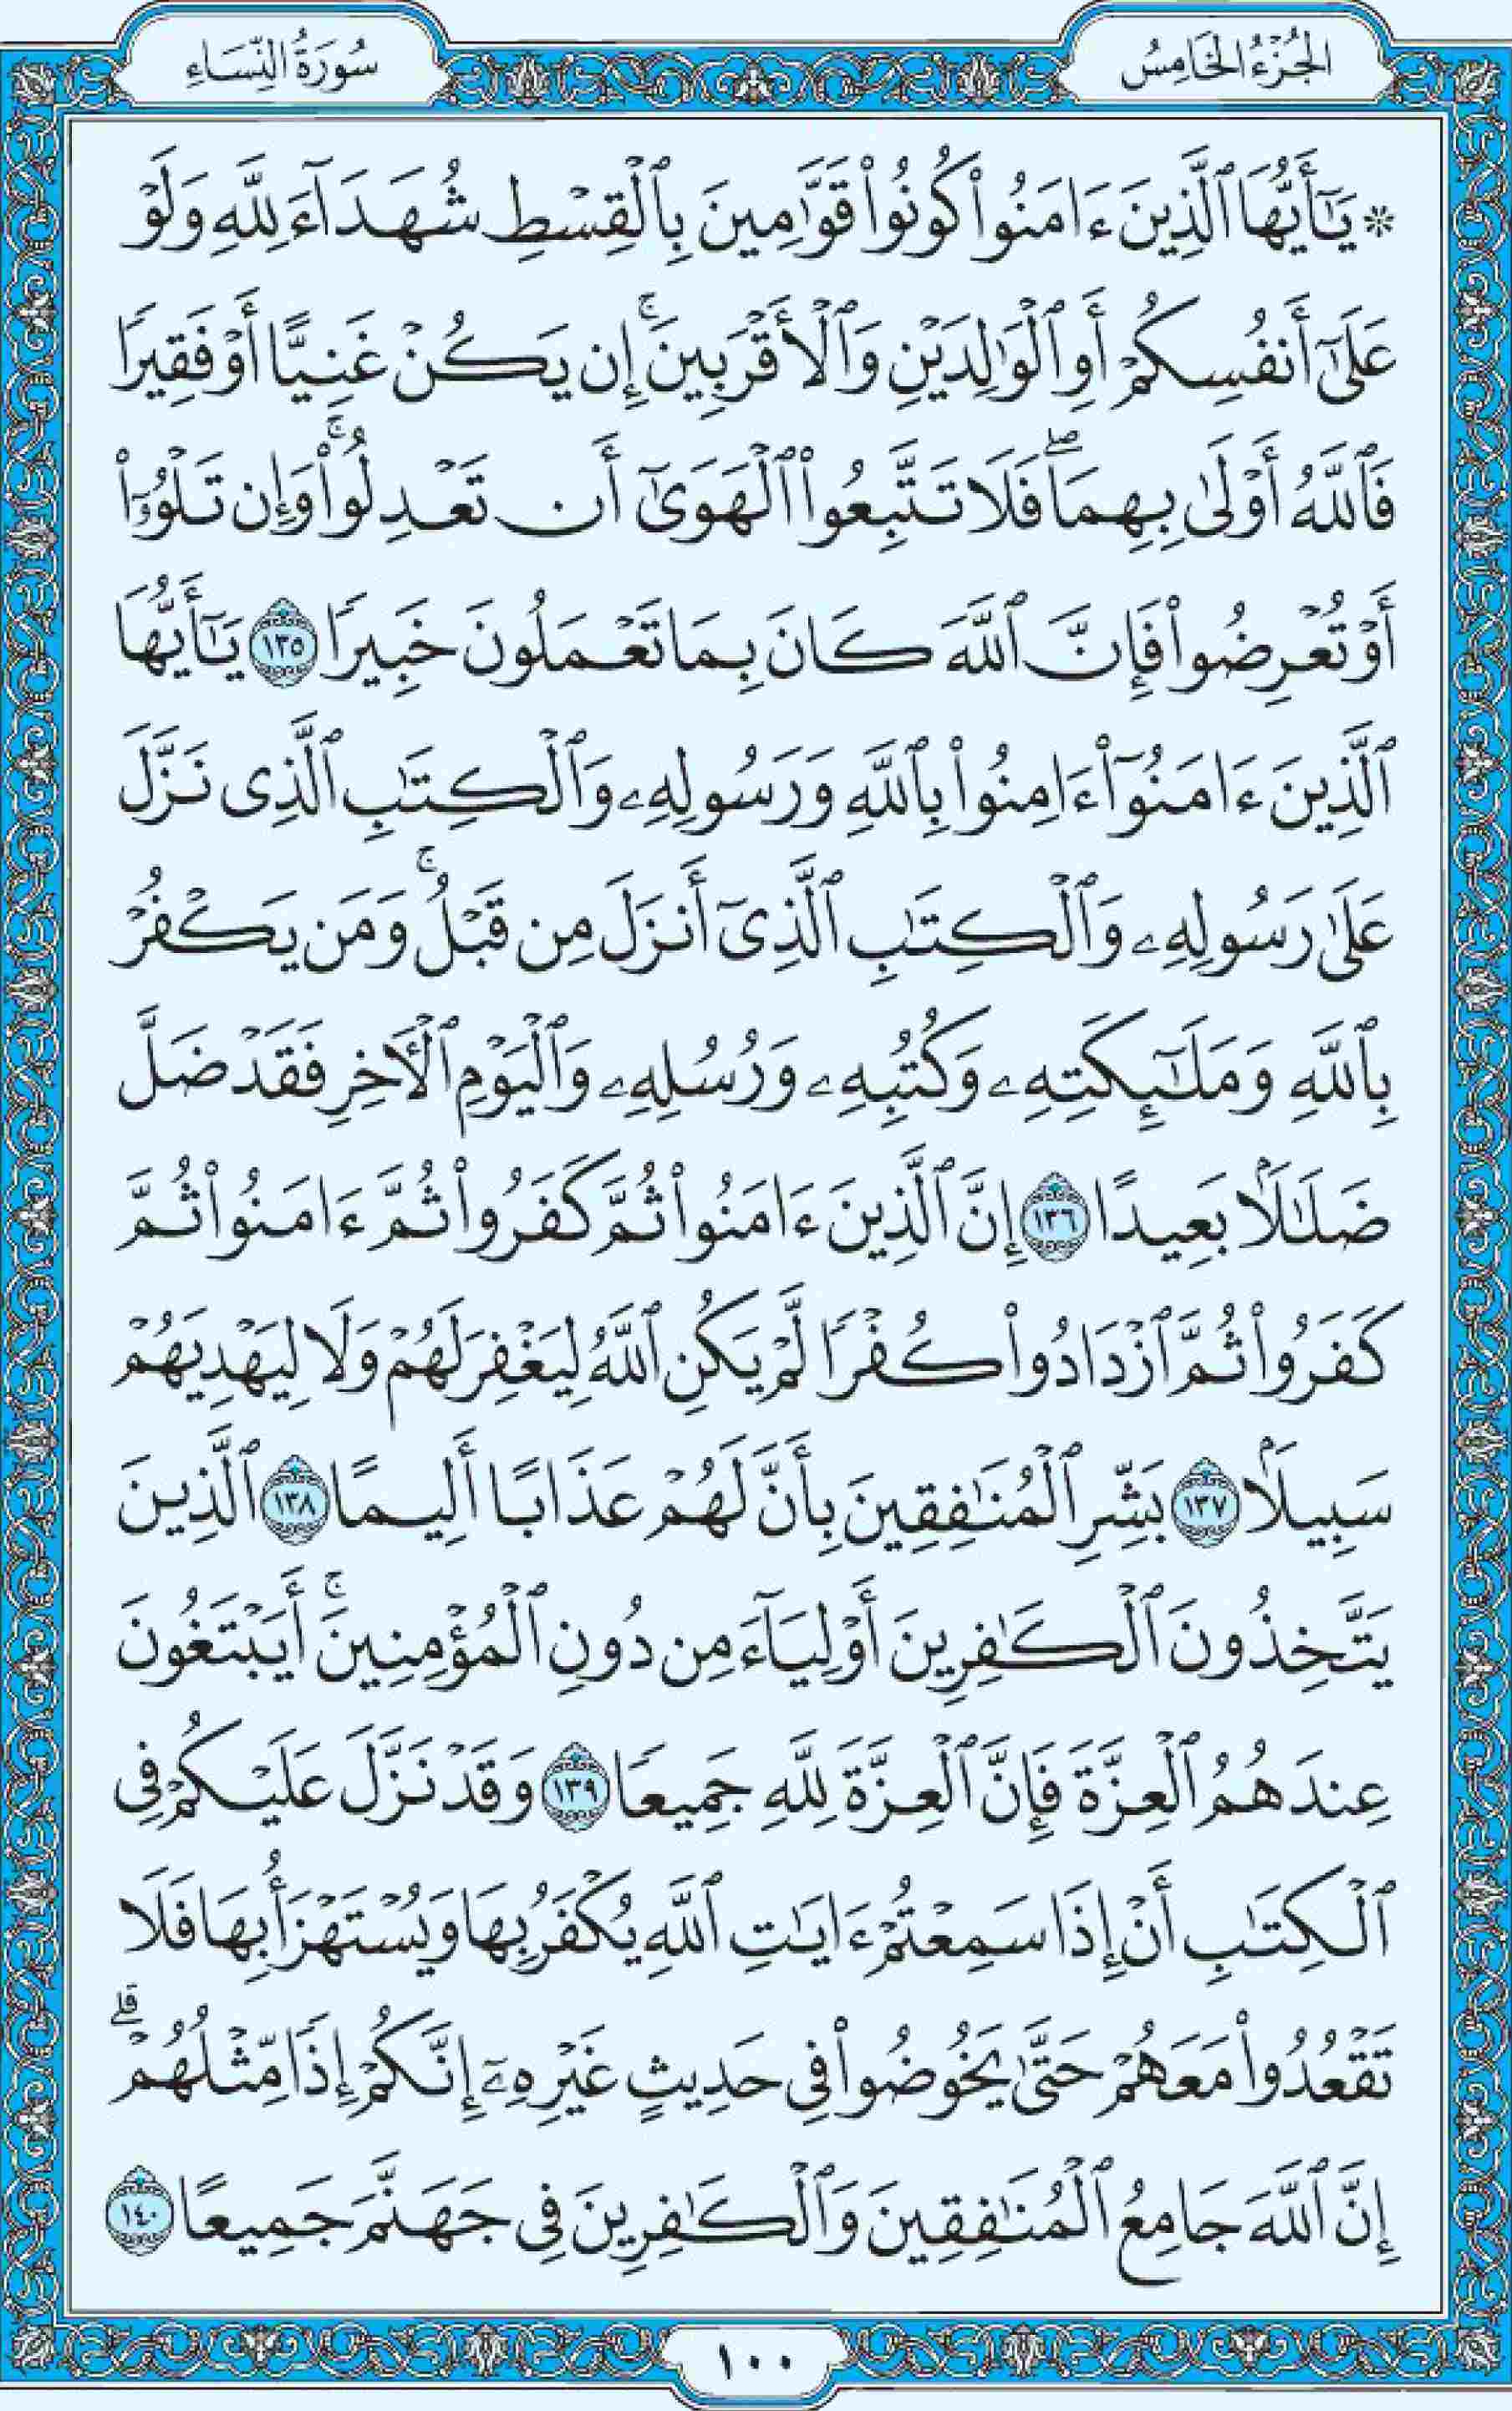 الجُزْءُ الخَامِسُ
سُورَةُ النِّسَاءِ
۞ يَٰٓأَيُّهَا ٱلَّذِينَ ءَامَنُواْ كُونُواْ قَوَّٰمِينَ بِٱلْقِسْطِ شُهَدَآءَ لِلَّهِ وَلَوْ
عَلَىٰٓ أَنفُسِكُمْ أَوِ ٱلْوَٰلِدَيْنِ وَٱلْأَقْرَبِينَۚ إِن يَكُنْ غَنِيًّا أَوْ فَقِيرًا
فَٱللَّهُ أَوْلَىٰ بِهِمَاۖ فَلَا تَتَّبِعُواْ ٱلْهَوَىٰٓ أَن تَعْدِلُواْۚ وَإِن تَلْوُۥٓاْ
أَوْ تُعْرِضُواْ فَإِنَّ ٱللَّهَ كَانَ بِمَا تَعْمَلُونَ خَبِيرًا ١٣٥ يَٰٓأَيُّهَا
ٱلَّذِينَ ءَامَنُوٓاْ ءَامِنُواْ بِٱللَّهِ وَرَسُولِهِۦ وَٱلْكِتَٰبِ ٱلَّذِى نَزَّلَ
عَلَىٰ رَسُولِهِۦ وَٱلْكِتَٰبِ ٱلَّذِىٓ أَنزَلَ مِن قَبْلُۚ وَمَن يَكْفُرْ
بِٱللَّهِ وَمَلَٰٓئِكَتِهِۦ وَكُتُبِهِۦ وَرُسُلِهِۦ وَٱلْيَوْمِ ٱلْأَخِرِ فَقَدْ ضَلَّ
ضَلَٰلًۢا بَعِيدًا ١٣٦ إِنَّ ٱلَّذِينَ ءَامَنُواْ ثُمَّ كَفَرُواْ ثُمَّ ءَامَنُواْ ثُمَّ
كَفَرُواْ ثُمَّ ٱزْدَادُواْ كُفْرًا لَّمْ يَكُنِ ٱللَّهُ لِيَغْفِرَ لَهُمْ وَلَا لِيَهْدِيَهُمْ
سَبِيلًۢا ١٣٧ بَشِّرِ ٱلْمُنَٰفِقِينَ بِأَنَّ لَهُمْ عَذَابًا أَلِيمًا ١٣٨ ٱلَّذِينَ
يَتَّخِذُونَ ٱلْكَٰفِرِينَ أَوْلِيَآءَ مِن دُونِ ٱلْمُؤْمِنِينَۚ أَيَبْتَغُونَ
عِندَهُمُ ٱلْعِزَّةَ فَإِنَّ ٱلْعِزَّةَ لِلَّهِ جَمِيعًا ١٣٩ وَقَدْ نَزَّلَ عَلَيْكُمْ فِى
ٱلْكِتَٰبِ أَنْ إِذَا سَمِعْتُمْ ءَايَٰتِ ٱللَّهِ يُكْفَرُ بِهَا وَيُسْتَهْزَأُ بِهَا فَلَا
تَقْعُدُواْ مَعَهُمْ حَتَّىٰ يَخُوضُواْ فِى حَدِيثٍ غَيْرِهِۦٓ إِنَّكُمْ إِذًا مِّثْلُهُمْۗ
إِنَّ ٱللَّهَ جَامِعُ ٱلْمُنَٰفِقِينَ وَٱلْكَٰفِرِينَ فِى جَهَنَّمَ جَمِيعًا ١٤٠
١٠٠